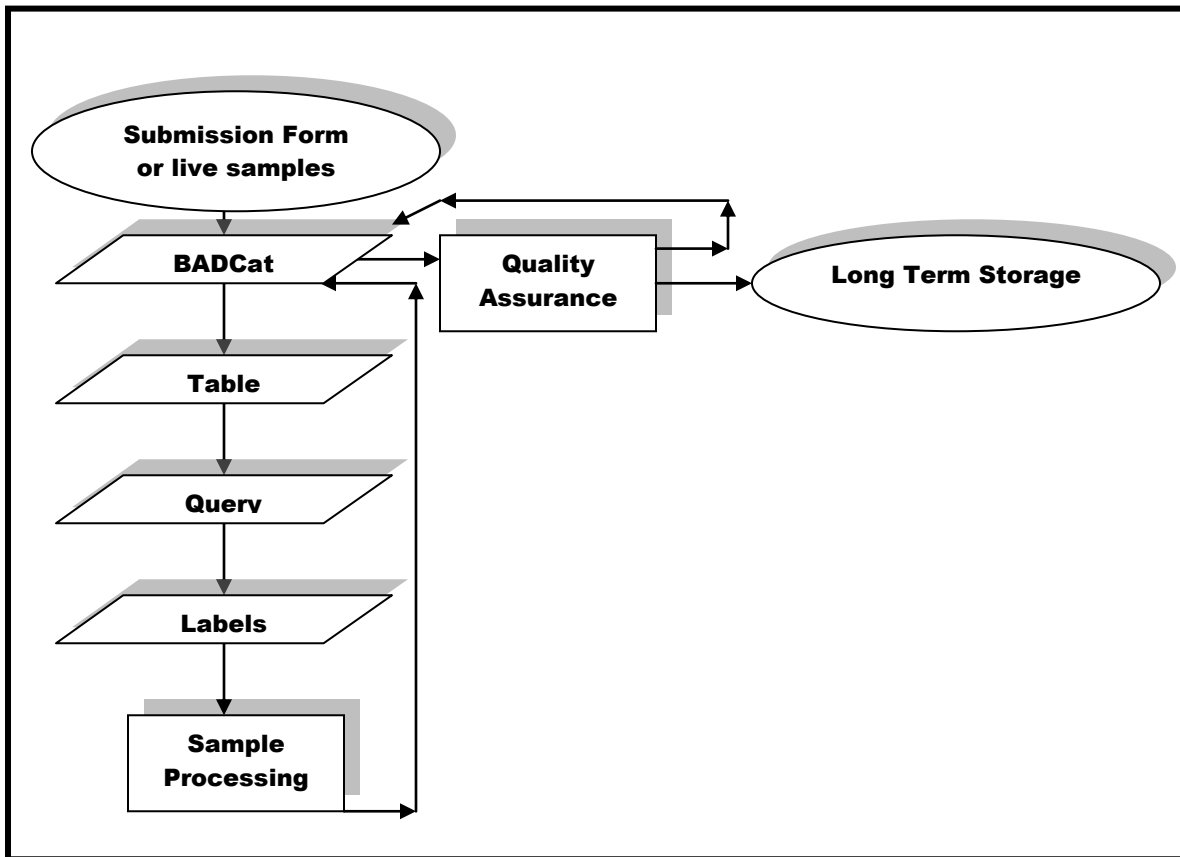 Submission Form
or live samples
BADCat
Quality
Assurance
Long Term Storage
Table
Query
Labels
Sample
Processing